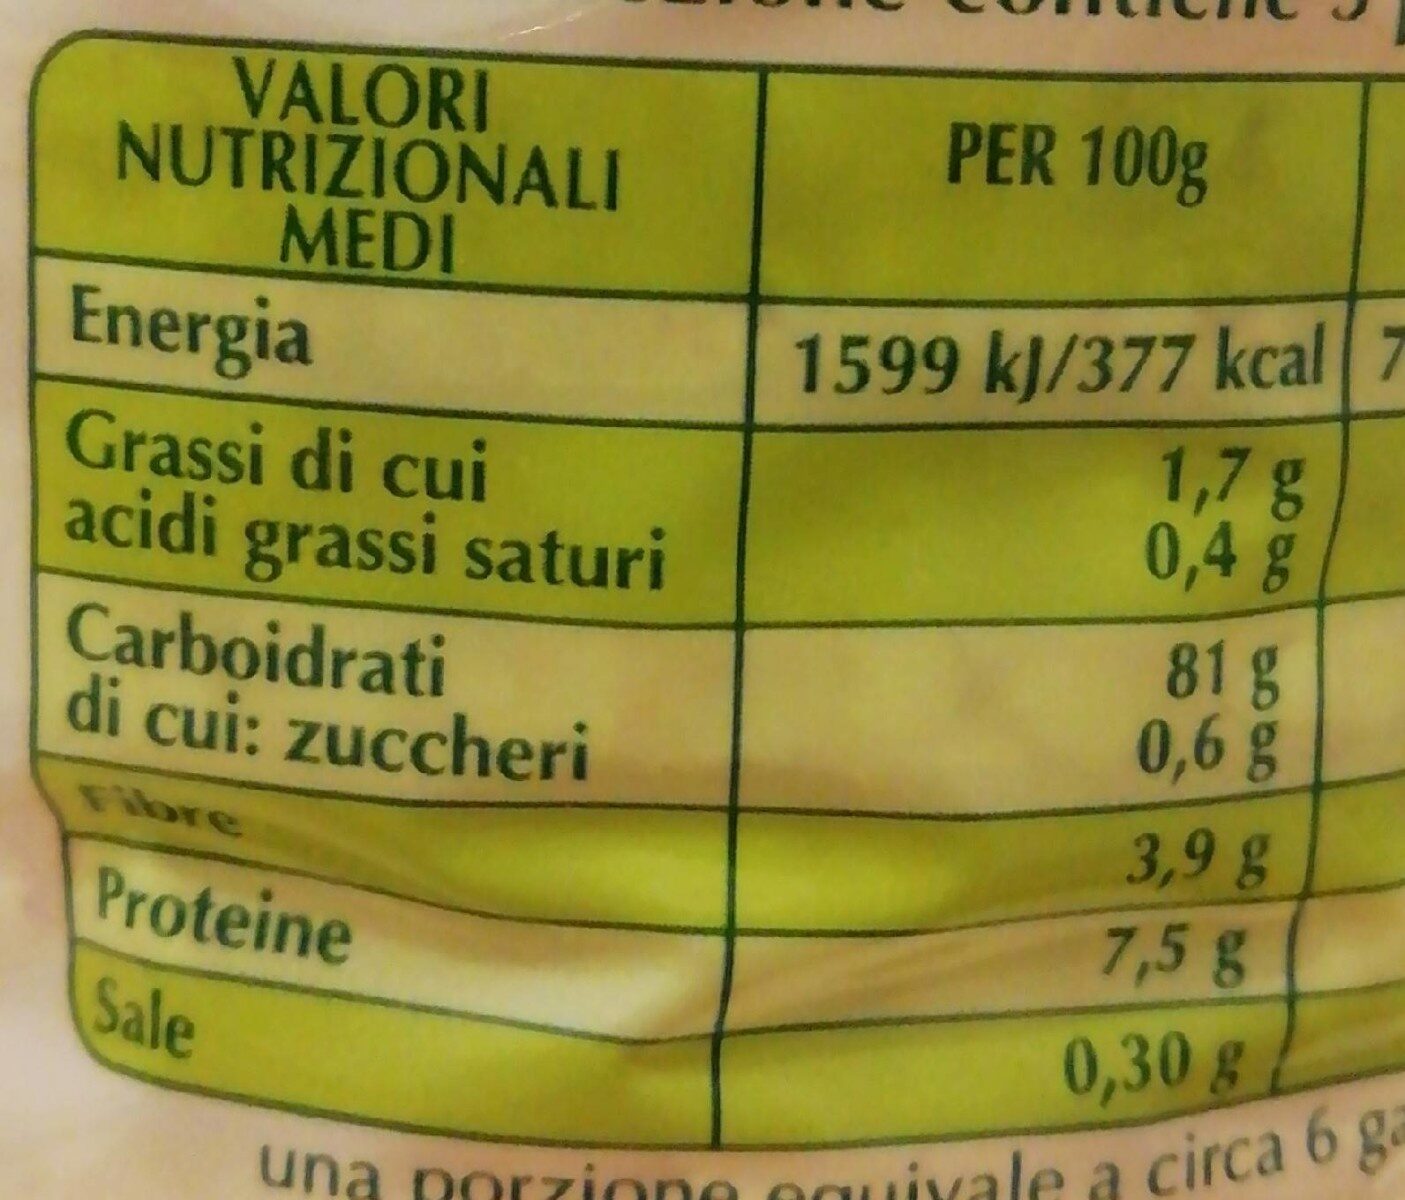 VALORI
NUTRIZIONALI
MEDI
PER 100g
Energia 1599 kJ/377 kcal 7
Grassi di cui 1,7 g
acidi grassi saturi 0,4 g
Carboidrati 81 g
di cui: zuccheri 0,6 g
Fibre 3,9 g
Proteine 7,5 g
Sale 0,30 g
una porzione equivale a circa 6